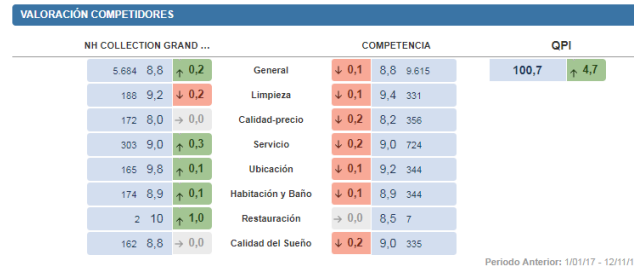 VALORACIÓN COMPETIDORES
NH COLLECTION GRAND ... COMPETENCIA QPI
5.684 8,8 ↑ 0,2 General ↓ 0,1 8,8 9.615 100,7 ↑ 4,7
188 9,2 ↓ 0,2 Limpieza ↓ 0,1 9,4 331
172 8,0 → 0,0 Calidad-precio ↓ 0,2 8,2 356
303 9,0 ↑ 0,3 Servicio ↓ 0,2 9,0 724
165 9,8 ↑ 0,1 Ubicación ↓ 0,1 9,2 344
174 8,9 ↑ 0,1 Habitación y Baño ↓ 0,1 8,9 344
2 10 ↑ 1,0 Restauración → 0,0 8,5 7
162 8,8 → 0,0 Calidad del Sueño ↓ 0,2 9,0 335
Periodo Anterior: 1/01/17 - 12/11/1